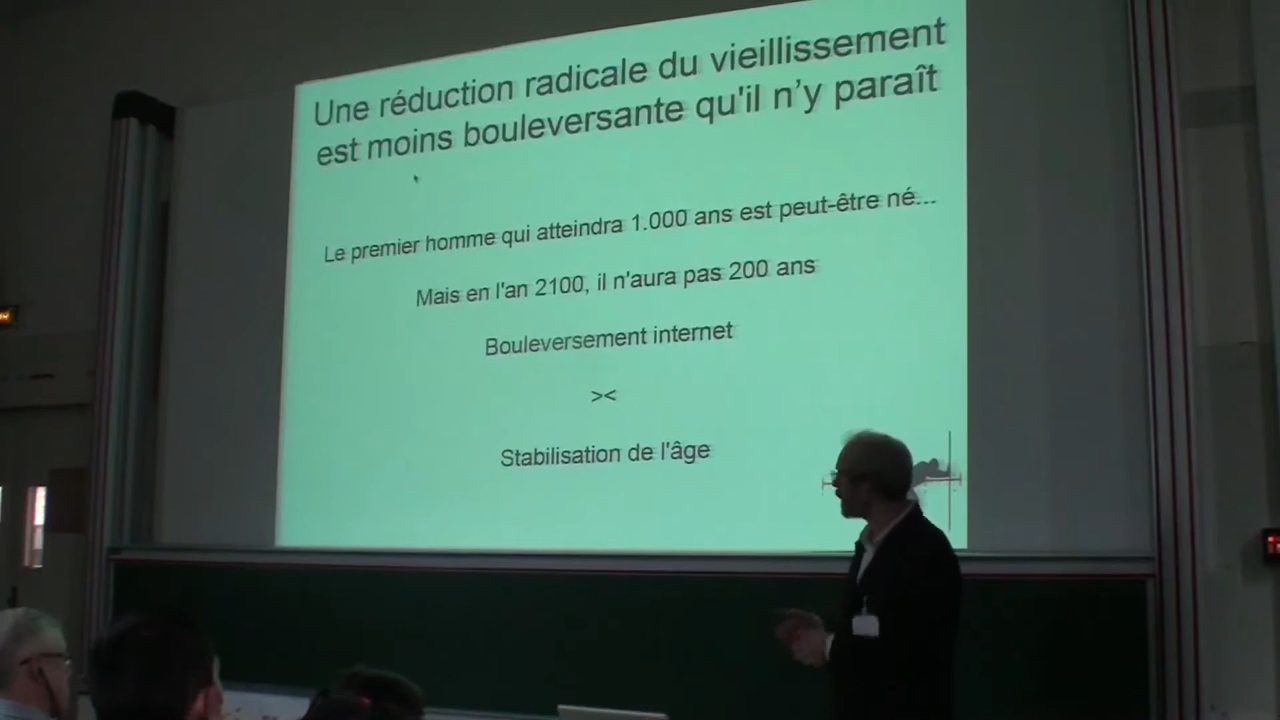 Une réduction radicale du vieillissement
est moins bouleversante qu'il n’y paraît
Le premier homme qui atteindra 1.000 ans est peut-être né...
Mais en l'an 2100, il n'aura pas 200 ans
Bouleversement internet
><
Stabilisation de l'âge